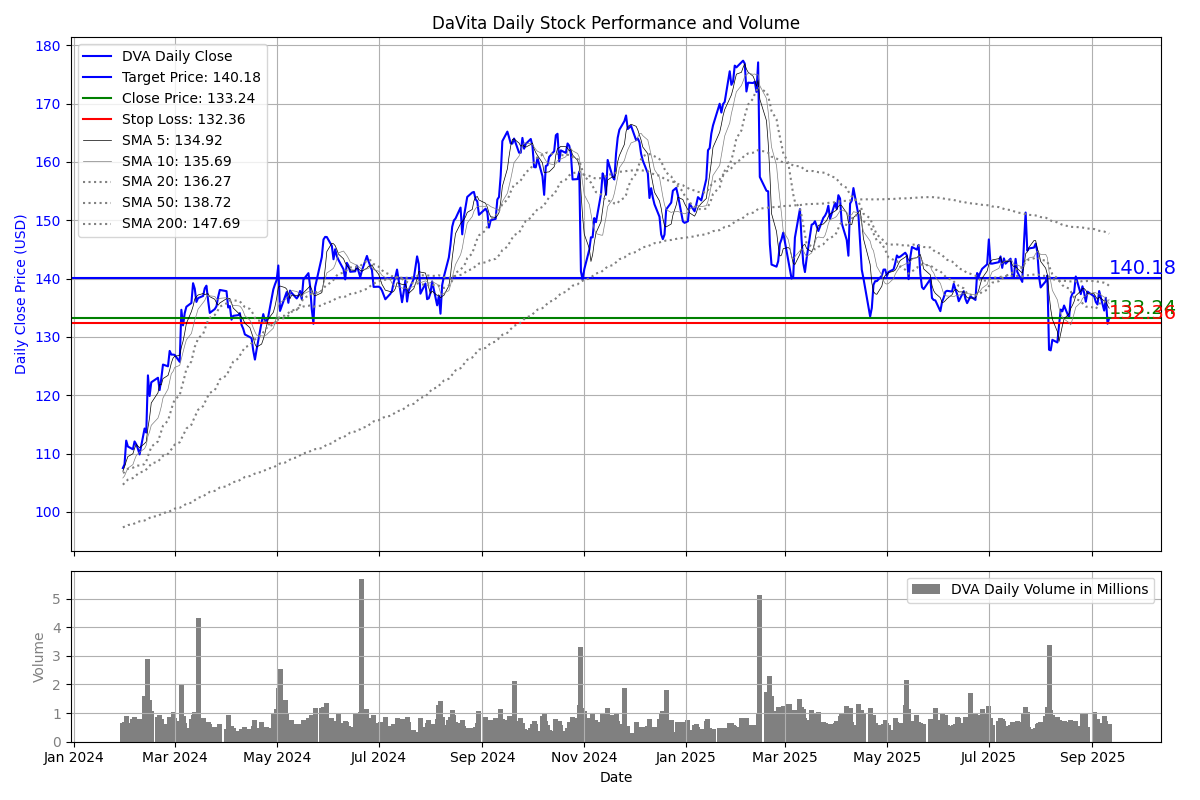 DaVita Daily Stock Performance and Volume
DVA Daily Close
Target Price: 140.18
Close Price: 133.24
Stop Loss: 132.36
SMA 5: 134.92
SMA 10: 135.69
SMA 20: 136.27
SMA 50: 138.72
SMA 200: 147.69
Daily Close Price (USD)
180
170
160
150
140
130
120
110
100
140.18
133.24
132.36
DVA Daily Volume in Millions
Volume
5
4
3
2
1
0
Jan 2024 Mar 2024 May 2024 Jul 2024 Sep 2024 Nov 2024 Jan 2025 Mar 2025 May 2025 Jul 2025 Sep 2025
Date